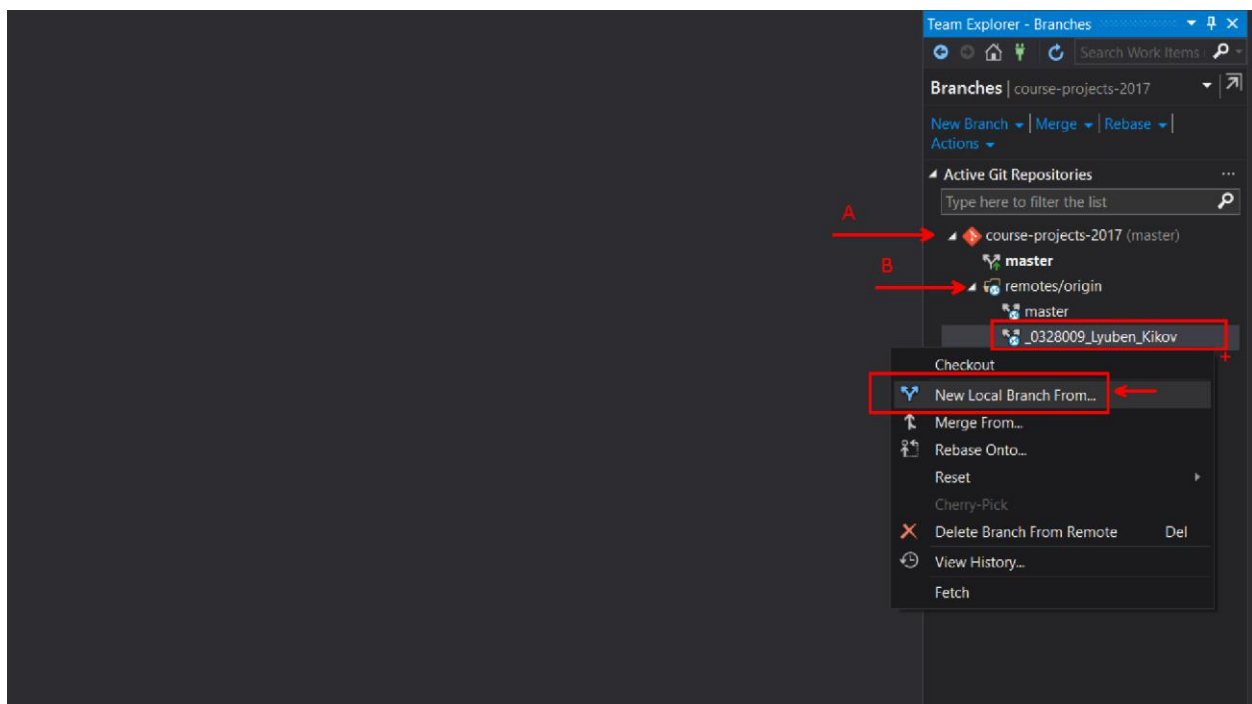 Team Explorer - Branches
Search Work Items
Branches | course-projects-2017
New Branch | Merge | Rebase |
Actions
Active Git Repositories ...
Type here to filter the list
A
course-projects-2017 (master)
B
master
remotes/origin
master
_0328009_Lyuben_Kikov
Checkout
New Local Branch From...
Merge From...
Rebase Onto...
Reset
Cherry-Pick
Delete Branch From Remote Del
View History...
Fetch